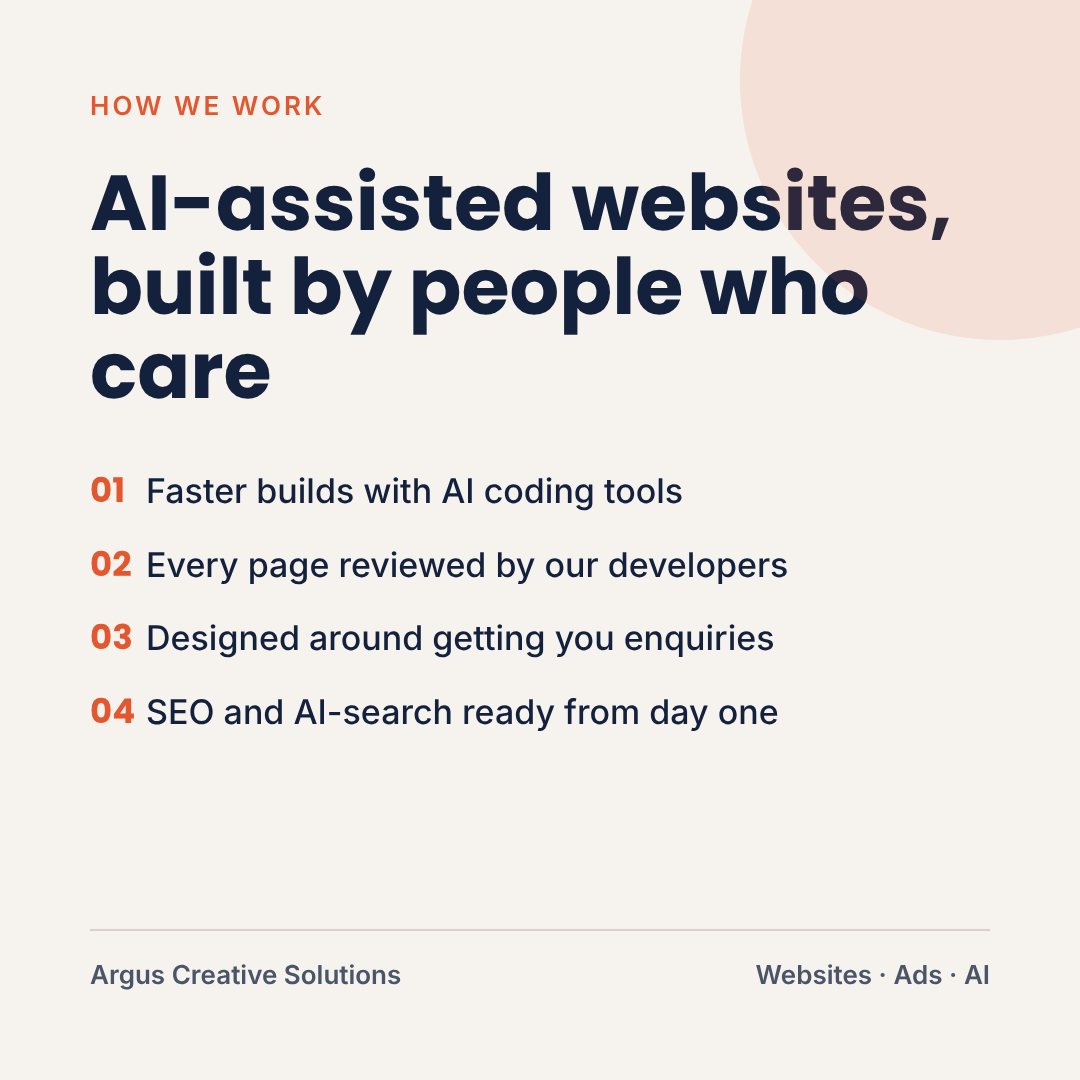 HOW WE WORK
AI-assisted websites,
built by people who
care
01 Faster builds with AI coding tools
02 Every page reviewed by our developers
03 Designed around getting you enquiries
04 SEO and AI-search ready from day one
Argus Creative Solutions
Websites · Ads · AI